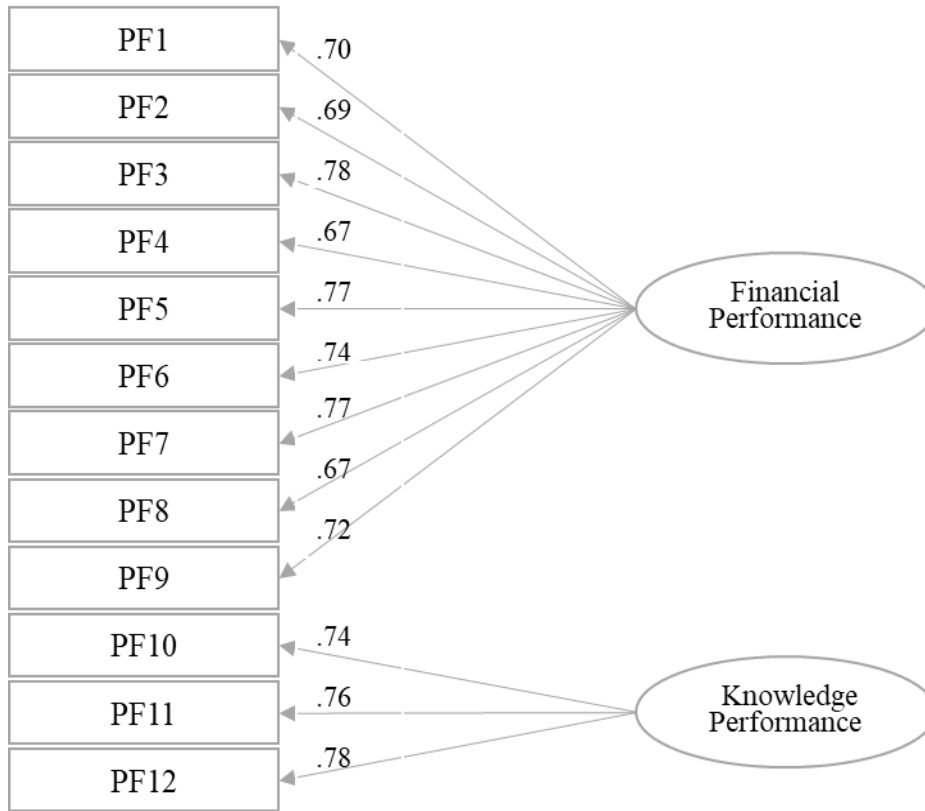 PF1
.70
PF2
.69
PF3
.78
PF4
.67
PF5
.77
PF6
.74
PF7
.77
PF8
.67
PF9
.72
Financial
Performance
PF10
.74
PF11
.76
PF12
.78
Knowledge
Performance